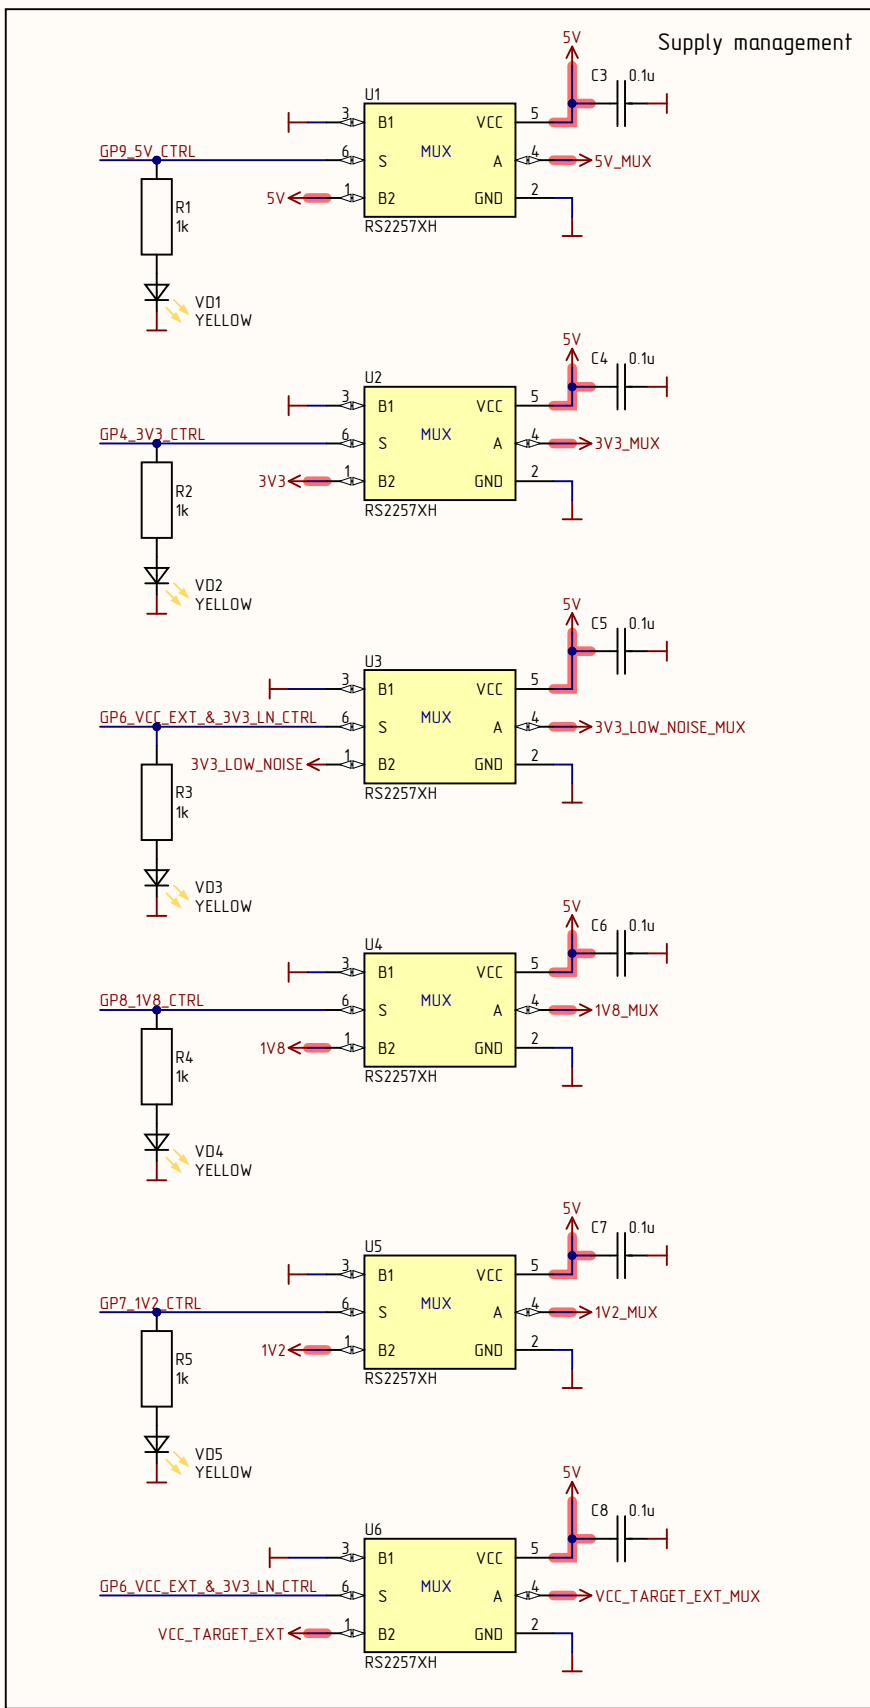 Supply management
5V
C3 0.1u
U1
3 B1 VCC 5
GP9_5V_CTRL
6 S MUX A 4 5V_MUX
5V 1 B2 GND 2
RS2257XH
R1
1k
VD1
YELLOW
5V
C4 0.1u
U2
3 B1 VCC 5
GP4_3V3_CTRL
6 S MUX A 4 3V3_MUX
3V3 1 B2 GND 2
RS2257XH
R2
1k
VD2
YELLOW
5V
C5 0.1u
U3
3 B1 VCC 5
GP6_VCC_EXT_&_3V3_LN_CTRL
6 S MUX A 4 3V3_LOW_NOISE_MUX
3V3_LOW_NOISE 1 B2 GND 2
RS2257XH
R3
1k
VD3
YELLOW
5V
C6 0.1u
U4
3 B1 VCC 5
GP8_1V8_CTRL
6 S MUX A 4 1V8_MUX
1V8 1 B2 GND 2
RS2257XH
R4
1k
VD4
YELLOW
5V
C7 0.1u
U5
3 B1 VCC 5
GP7_1V2_CTRL
6 S MUX A 4 1V2_MUX
1V2 1 B2 GND 2
RS2257XH
R5
1k
VD5
YELLOW
5V
C8 0.1u
U6
3 B1 VCC 5
GP6_VCC_EXT_&_3V3_LN_CTRL
6 S MUX A 4 VCC_TARGET_EXT_MUX
VCC_TARGET_EXT 1 B2 GND 2
RS2257XH